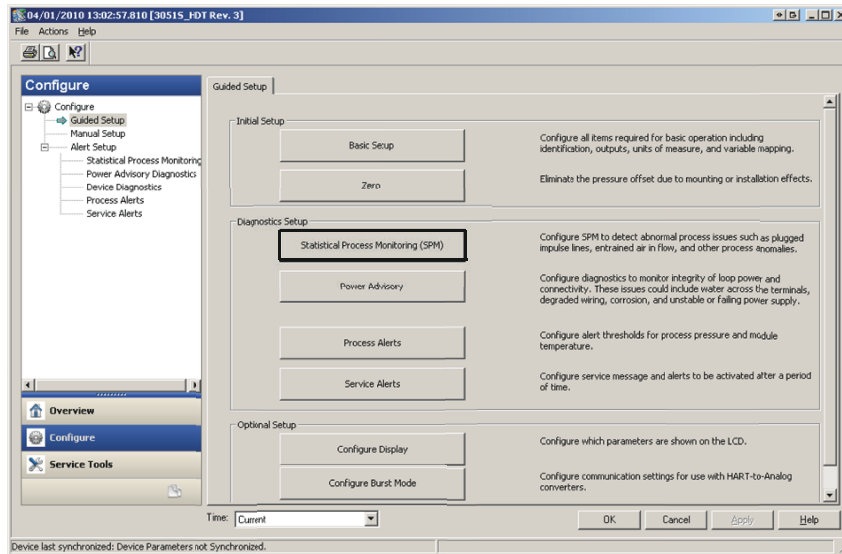 04/01/2010 13:02:57.810 [3051S_HDT Rev. 3]
File Actions Help
Configure
Configure
Guided Setup
Manual Setup
Alert Setup
Statistical Process Monitoring
Power Advisory Diagnostics
Device Diagnostics
Process Alerts
Service Alerts
Overview
Configure
Service Tools
Guided Setup
Initial Setup
Basic Setup
Configure all items required for basic operation including
identification, outputs, units of measure, and variable mapping.
Zero
Eliminats the pressure offset due to mounting or installation effects.
Diagnostics Setup
Statistical Process Monitoring (SPM)
Configure SPM to detect abnormal process issues such as plugged
impulse lines, entrained air in flow, and other process anomalies.
Power Advisory
Configure diagnostics to monitor integrity of loop power and
connectivity. These issues could include water across the terminals,
degraded wiring, corrosion, and unstable or failing power supply.
Process Alerts
Configure alert thresholds for process pressure and module
temperature.
Service Alerts
Configure service message and alerts to be activated after a period
of time.
Optional Setup
Configure Display
Configure which parameters are shown on the LCD.
Configure Burst Mode
Configure communication settings for use with HART-to-Analog
converters.
Time: Current
OK Cancel Apply Help
Device last synchronized: Device Parameters not Synchronized.